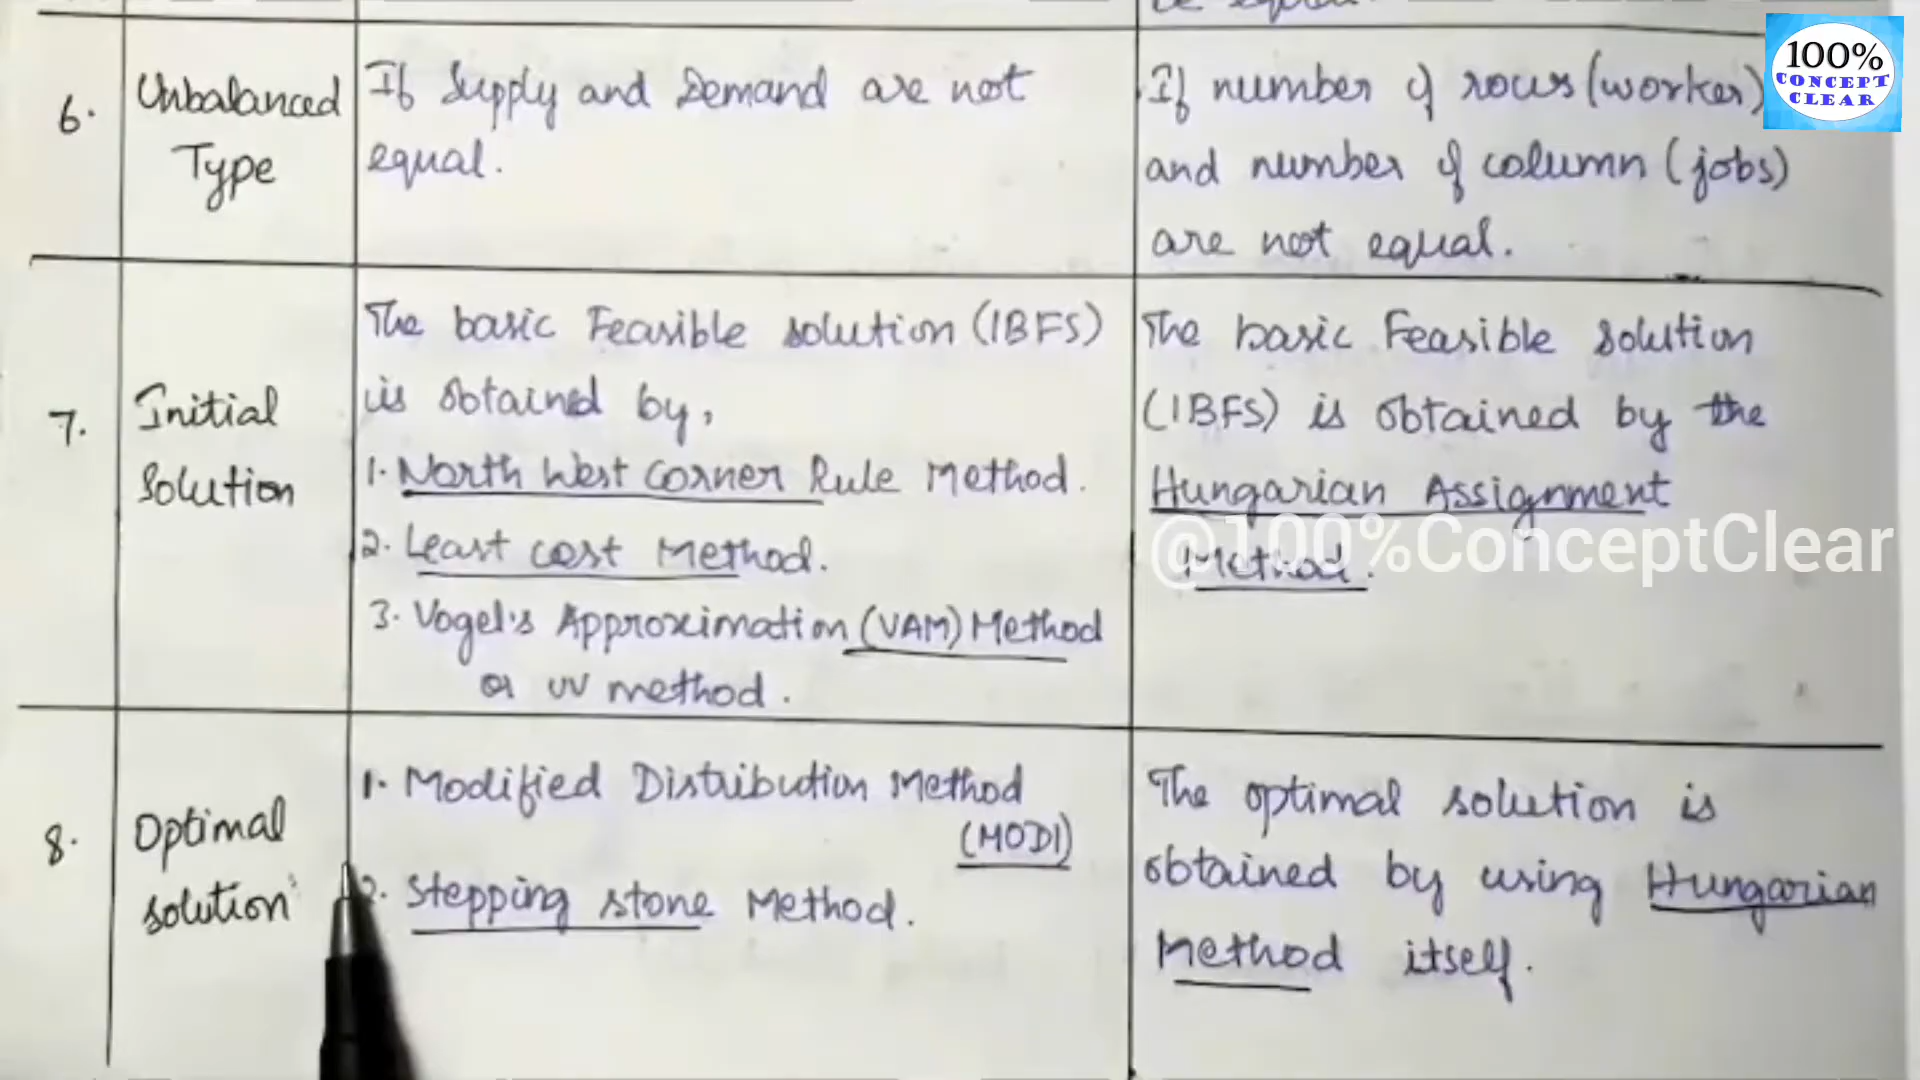 6.
Unbalanced
Type
If Supply and Demand are not
equal.
If number of rows (worker)
and number of column (jobs)
are not equal.
7.
Initial
Solution
The basic Feasible solution (IBFS)
is obtained by,
1. North West Corner Rule Method.
2. Least cost Method.
3. Vogel's Approximation (VAM) Method
or UV method.
The basic Feasible Solution
(IBFS) is obtained by the
Hungarian Assignment
Method.
8.
Optimal
solution
1. Modified Distribution Method
(MODI)
2. Stepping stone Method.
The optimal solution is
obtained by using Hungarian
Method itself.
100%
CONCEPT
CLEAR
@100%ConceptClear